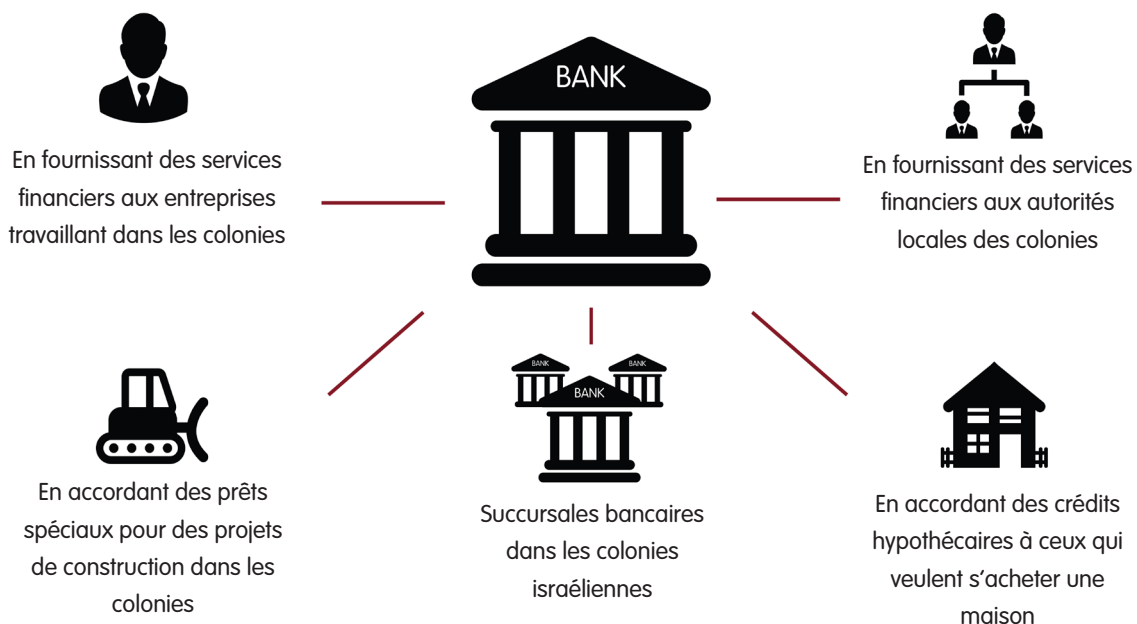 BANK
En fournissant des services
financiers aux entreprises
travaillant dans les colonies
En fournissant des services
financiers aux autorités
locales des colonies
En accordant des prêts
spéciaux pour des projets
de construction dans les
colonies
BANK
BANK
BANK
Succursales bancaires
dans les colonies
israéliennes
En accordant des crédits
hypothécaires à ceux qui
veulent s’acheter une
maison